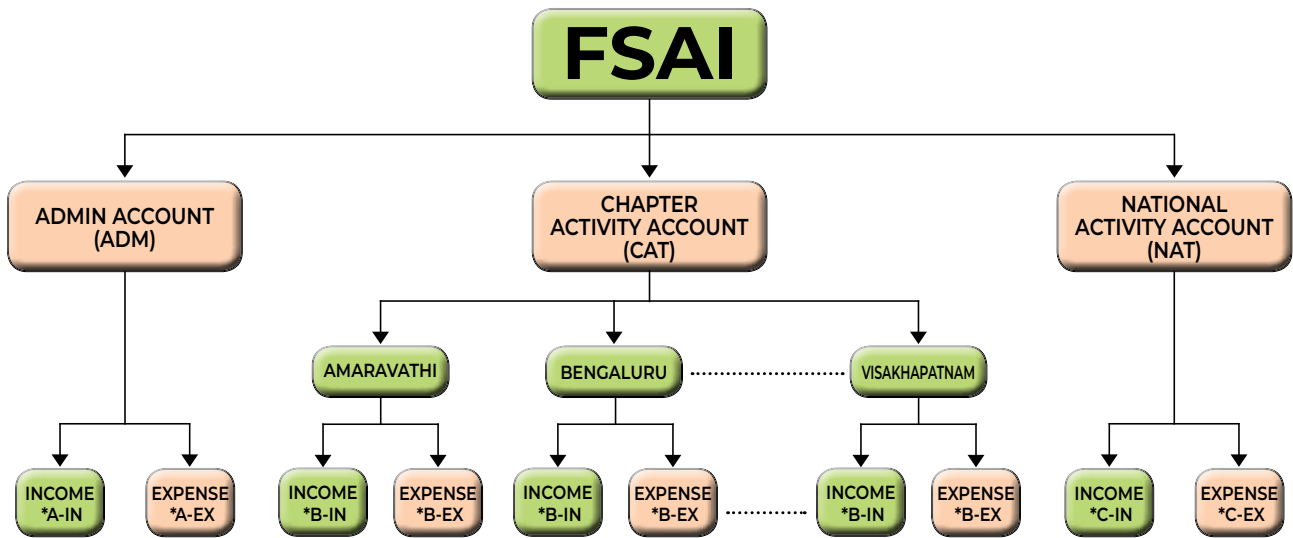 FSAI
ADMIN ACCOUNT
(ADM)
CHAPTER
ACTIVITY ACCOUNT
(CAT)
NATIONAL
ACTIVITY ACCOUNT
(NAT)
AMARAVATHI
BENGALURU
VISAKHAPATNAM
INCOME
*A-IN
EXPENSE
*A-EX
INCOME
*B-IN
EXPENSE
*B-EX
INCOME
*B-IN
EXPENSE
*B-EX
INCOME
*B-IN
EXPENSE
*B-EX
INCOME
*C-IN
EXPENSE
*C-EX